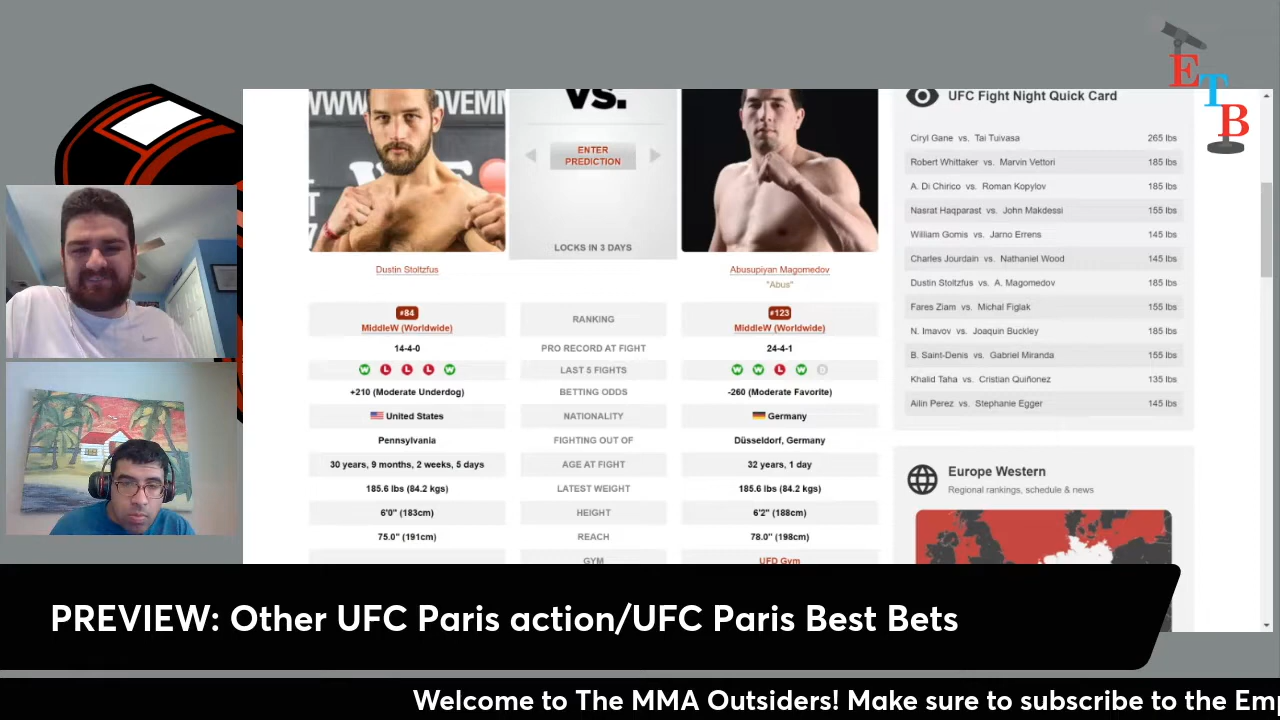 ETB
WWW
OVEMM
VS.
ENTER
PREDICTION
LOCKS IN 3 DAYS
Dustin Stoltzfus
Abusupiyan Magomedov
"Abus"
#84
MiddleW (Worldwide)
RANKING
#123
MiddleW (Worldwide)
14-4-0 PRO RECORD AT FIGHT 24-4-1
W L L L W LAST 5 FIGHTS W W L W D
+210 (Moderate Underdog) BETTING ODDS -260 (Moderate Favorite)
United States NATIONALITY Germany
Pennsylvania FIGHTING OUT OF Düsseldorf, Germany
30 years, 9 months, 2 weeks, 5 days AGE AT FIGHT 32 years, 1 day
185.6 lbs (84.2 kgs) LATEST WEIGHT 185.6 lbs (84.2 kgs)
6'0" (183cm) HEIGHT 6'2" (188cm)
75.0" (191cm) REACH 78.0" (198cm)
GYM UFD Gym
UFC Fight Night Quick Card
Ciryl Gane vs. Tai Tuivasa 265 lbs
Robert Whittaker vs. Marvin Vettori 185 lbs
A. Di Chirico vs. Roman Kopylov 185 lbs
Nasrat Haqparast vs. John Makdessi 155 lbs
William Gomis vs. Jarno Errens 145 lbs
Charles Jourdain vs. Nathaniel Wood 145 lbs
Dustin Stoltzfus vs. A. Magomedov 185 lbs
Fares Ziam vs. Michal Figlak 155 lbs
N. Imavov vs. Joaquin Buckley 185 lbs
B. Saint-Denis vs. Gabriel Miranda 155 lbs
Khalid Taha vs. Cristian Quiñonez 135 lbs
Ailin Perez vs. Stephanie Egger 145 lbs
Europe Western
Regional rankings, schedule & news
PREVIEW: Other UFC Paris action/UFC Paris Best Bets
Welcome to The MMA Outsiders! Make sure to subscribe to the Em